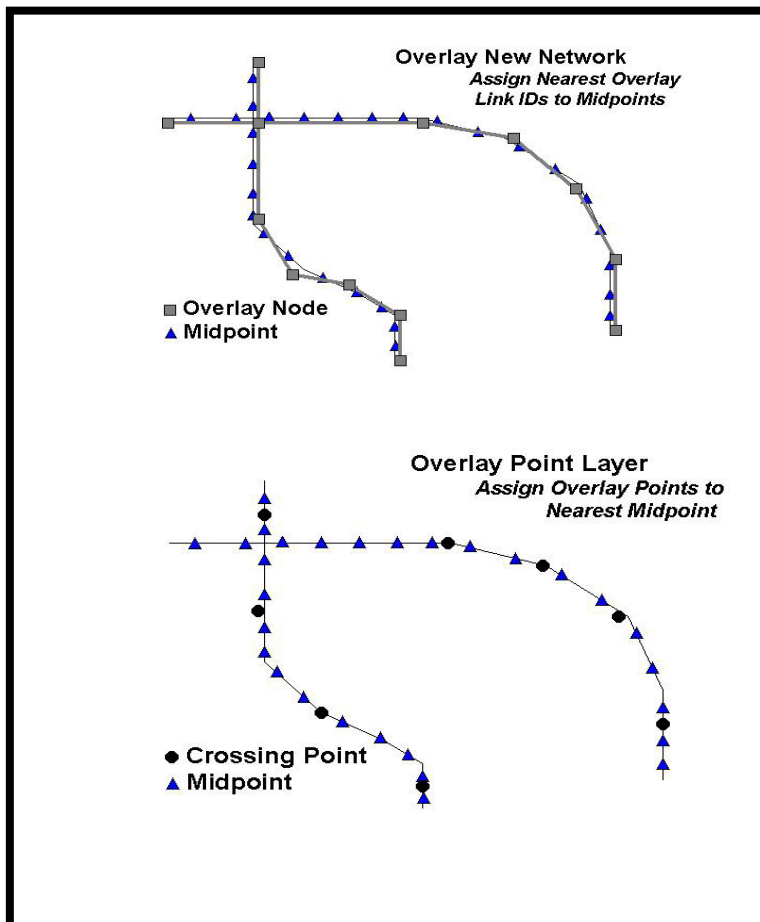 Overlay New Network
Assign Nearest Overlay
Link IDs to Midpoints
Overlay Node
Midpoint
Overlay Point Layer
Assign Overlay Points to
Nearest Midpoint
Crossing Point
Midpoint